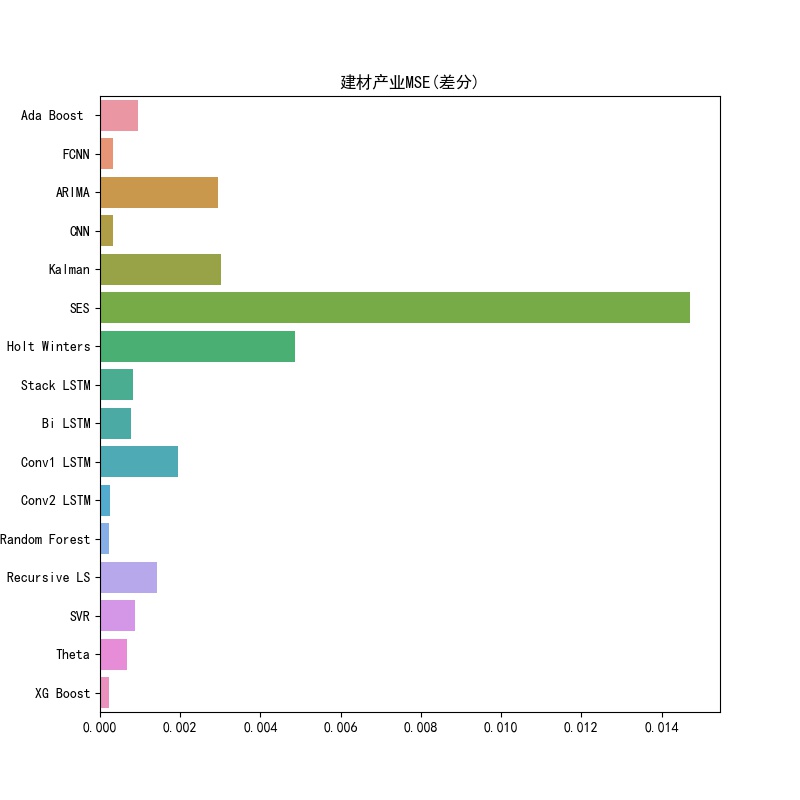 建材产业MSE(差分)
Ada Boost
FCNN
ARIMA
CNN
Kalman
SES
Holt Winters
Stack LSTM
Bi LSTM
Conv1 LSTM
Conv2 LSTM
Random Forest
Recursive LS
SVR
Theta
XG Boost
0.000 0.002 0.004 0.006 0.008 0.010 0.012 0.014